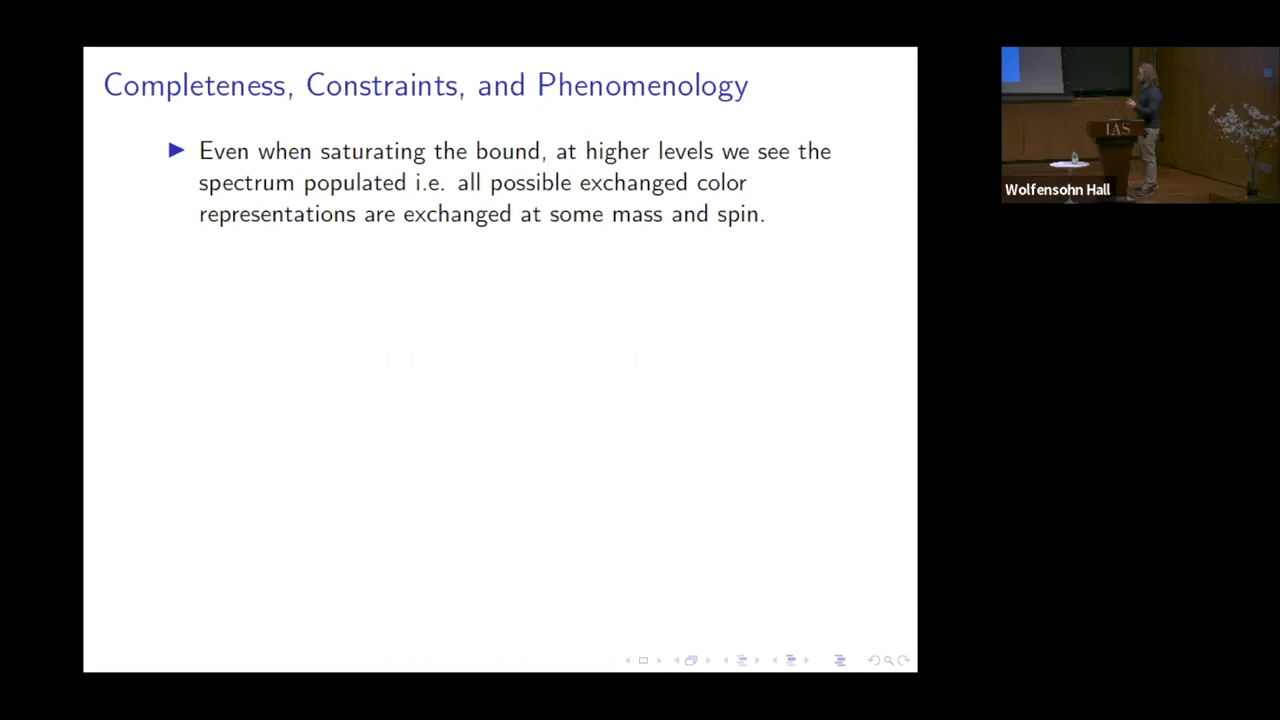 Completeness, Constraints, and Phenomenology
Even when saturating the bound, at higher levels we see the
spectrum populated i.e. all possible exchanged color
representations are exchanged at some mass and spin.
IAS
Wolfensohn Hall